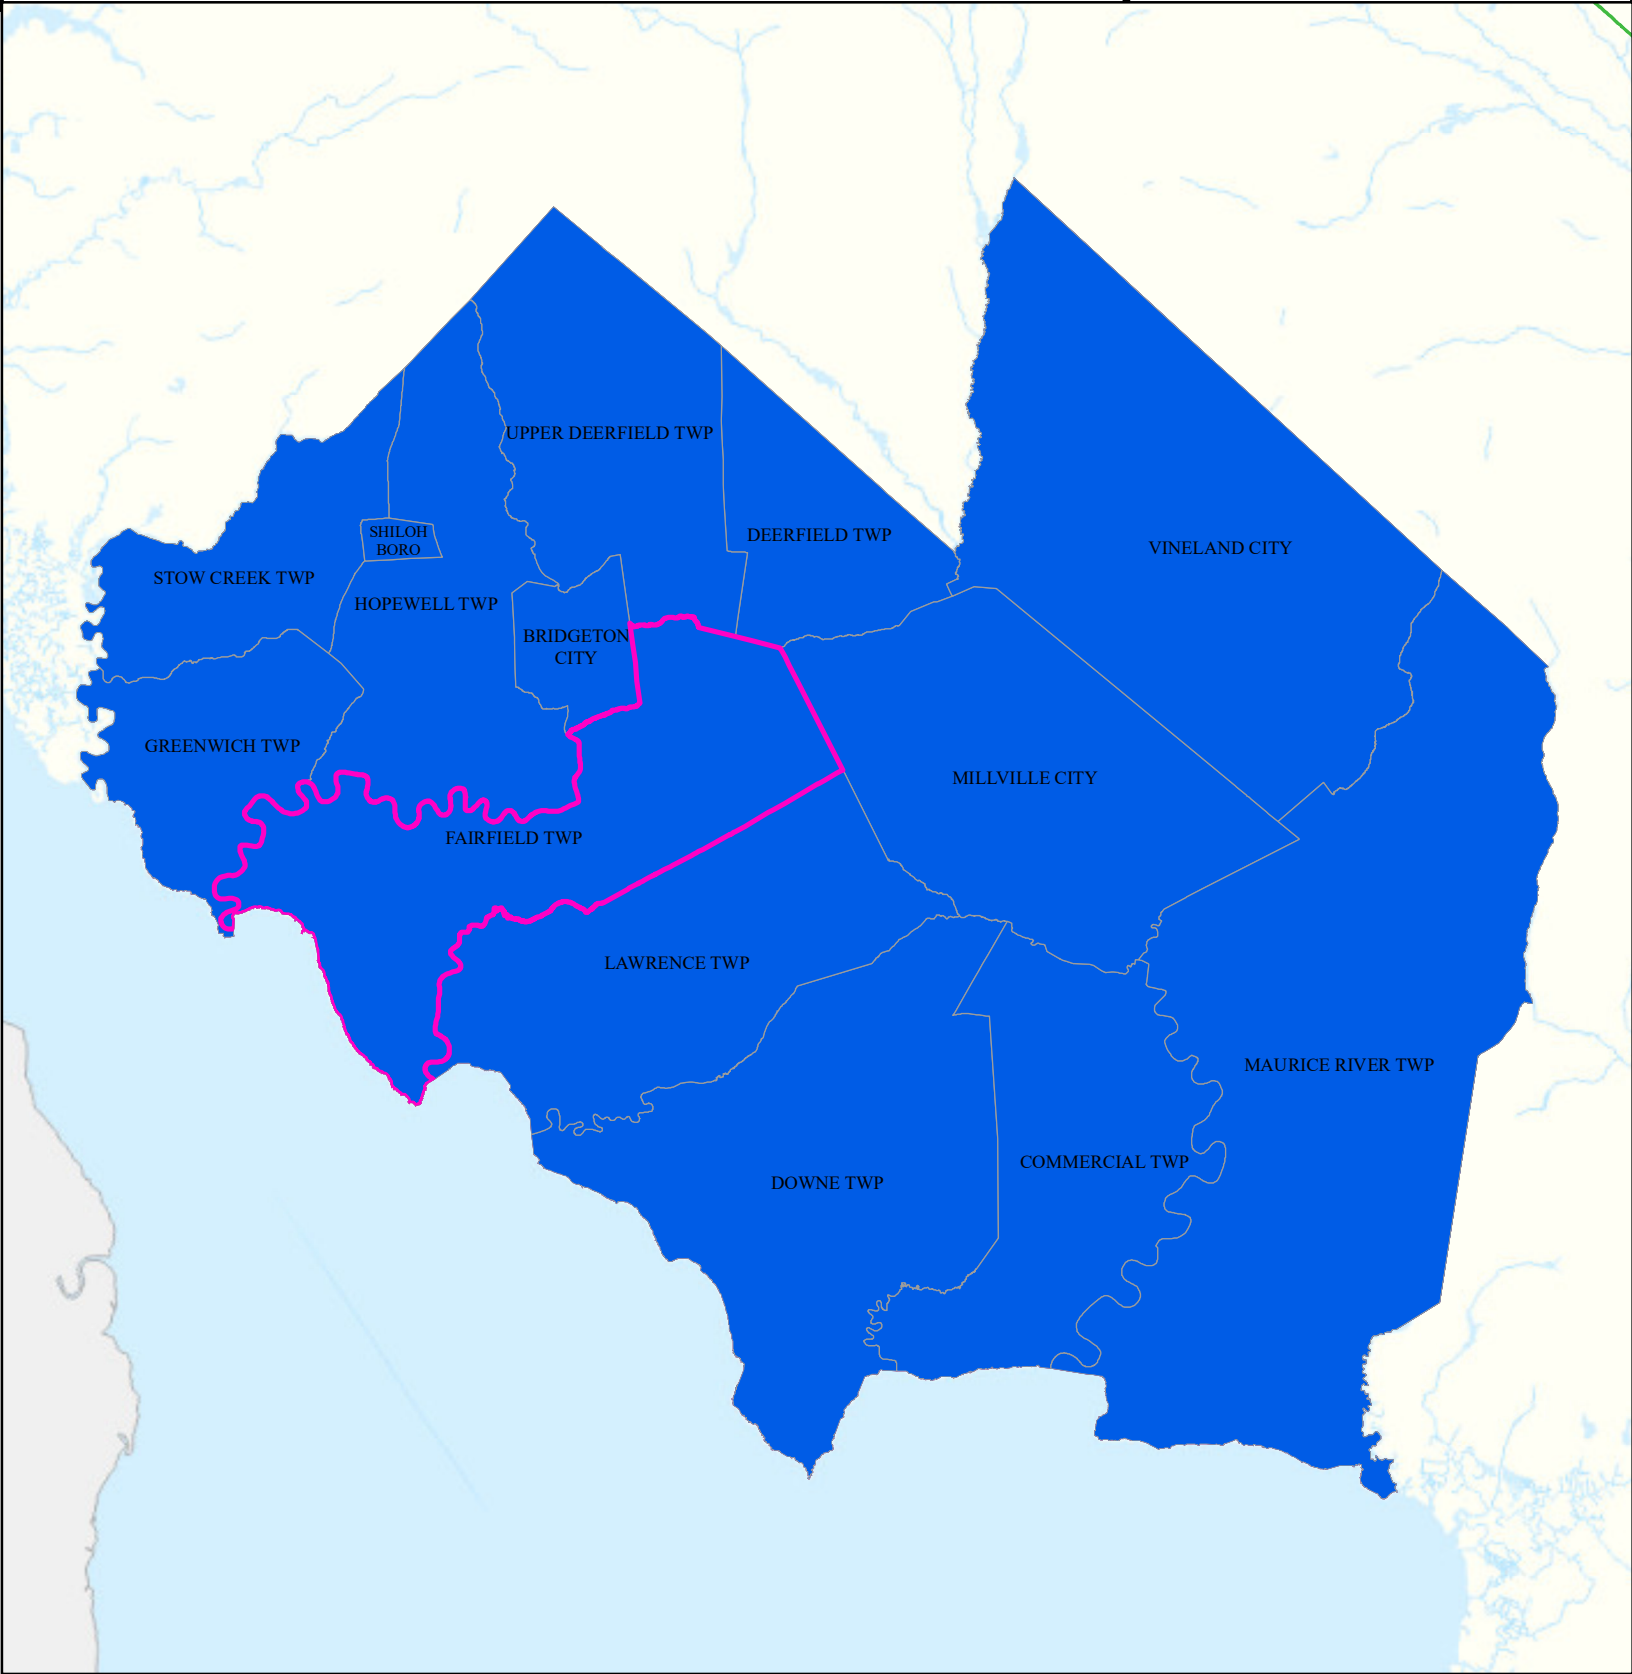 UPPER DEERFIELD TWP
SHILOH
BORO
DEERFIELD TWP
VINELAND CITY
STOW CREEK TWP
HOPEWELL TWP
BRIDGETON
CITY
GREENWICH TWP
MILLVILLE CITY
FAIRFIELD TWP
LAWRENCE TWP
MAURICE RIVER TWP
COMMERCIAL TWP
DOWNE TWP